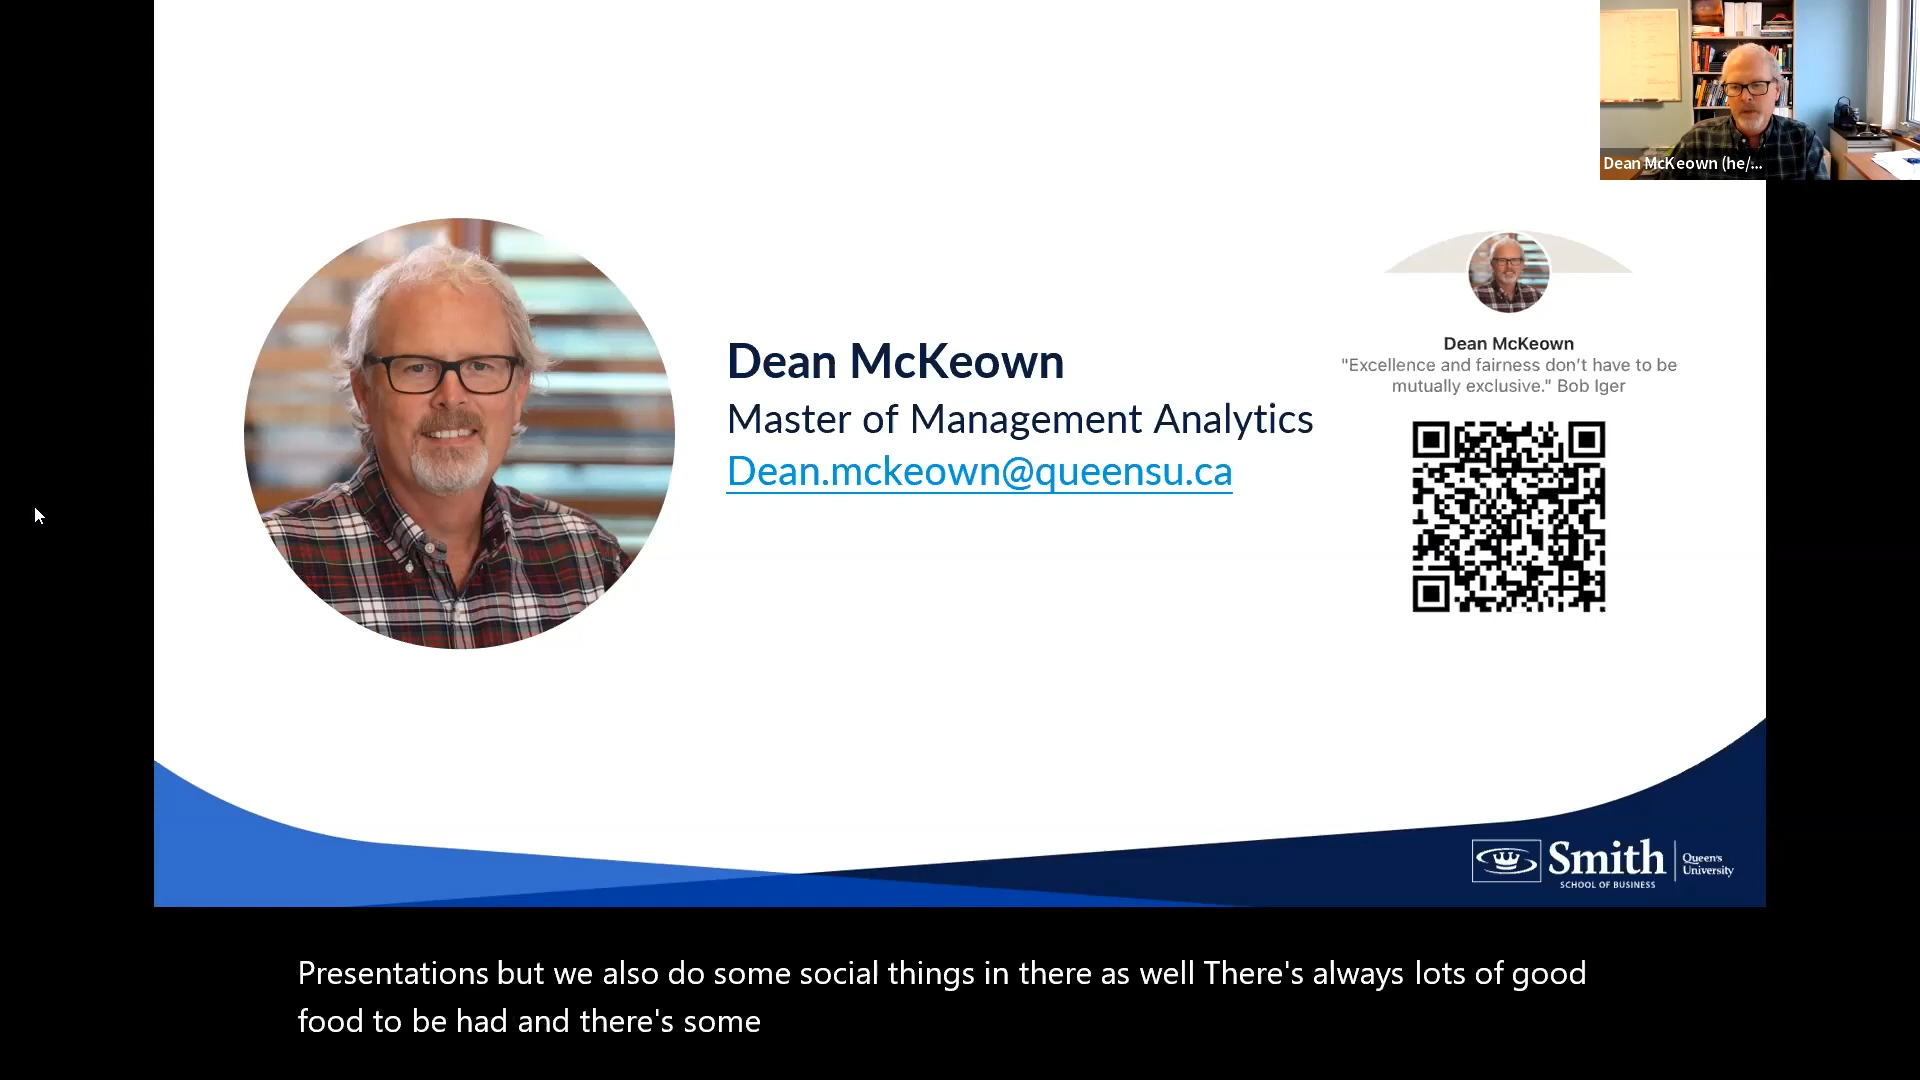 Dean McKeown (he/...
Dean McKeown
"Excellence and fairness don’t have to be
mutually exclusive." Bob Iger
Dean McKeown
Master of Management Analytics
Dean.mckeown@queensu.ca
Smith
SCHOOL OF BUSINESS
Queen's
University
Presentations but we also do some social things in there as well There's always lots of good
food to be had and there's some